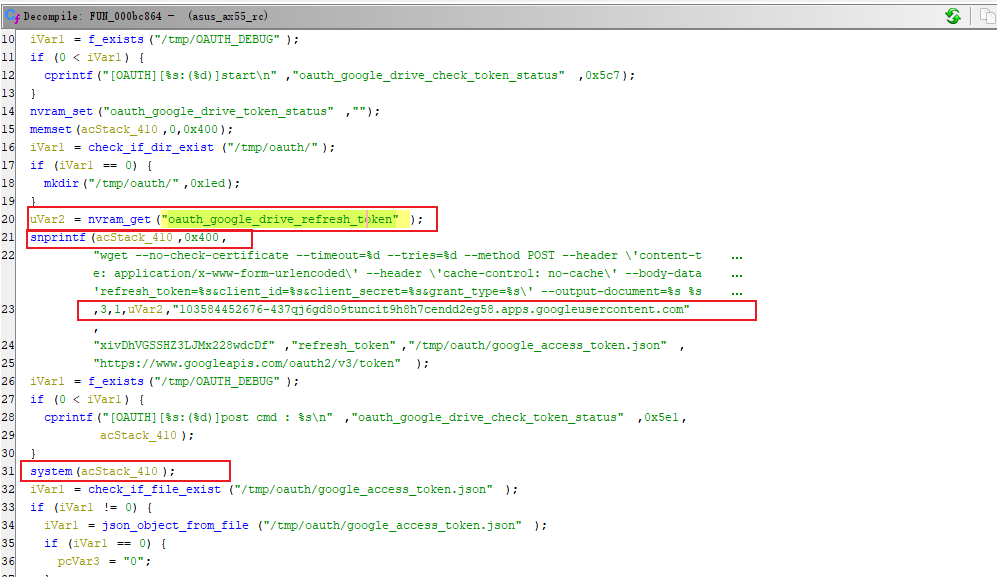 Decompile: FUN_000bc864 - (asus_ax55_rc)
10 iVar1 = f_exists ("/tmp/OAUTH_DEBUG" );
11 if (0 < iVar1) {
12 cprintf ("[OAUTH][%s:(%d)]start\n" ,"oauth_google_drive_check_token_status" ,0x5c7);
13 }
14 nvram_set ("oauth_google_drive_token_status" ,"");
15 memset (acStack_410 ,0,0x400);
16 iVar1 = check_if_dir_exist ("/tmp/oauth/" );
17 if (iVar1 == 0) {
18 mkdir ("/tmp/oauth/" ,0x1ed);
19 }
20 uVar2 = nvram_get ("oauth_google_drive_refresh_token" );
21 snprintf (acStack_410 ,0x400,
22 "wget --no-check-certificate --timeout=%d --tries=%d --method POST --header \'content-t ...
e: application/x-www-form-urlencoded\' --header \'cache-control: no-cache\' --body-data ...
'refresh_token=%s&client_id=%s&client_secret=%s&grant_type=%s\' --output-document=%s %s ...
23 ,3,1,uVar2,"103584452676-437qj6gd8o9tuncit9h8h7cendd2eg58.apps.googleusercontent.com"
,
24 "xivDhVGSSHZ3LJMx228wdcDf" ,"refresh_token" ,"/tmp/oauth/google_access_token.json" ,
25 "https://www.googleapis.com/oauth2/v3/token" );
26 iVar1 = f_exists ("/tmp/OAUTH_DEBUG" );
27 if (0 < iVar1) {
28 cprintf ("[OAUTH][%s:(%d)]post cmd : %s\n" ,"oauth_google_drive_check_token_status" ,0x5e1,
29 acStack_410 );
30 }
31 system (acStack_410 );
32 iVar1 = check_if_file_exist ("/tmp/oauth/google_access_token.json" );
33 if (iVar1 != 0) {
34 iVar1 = json_object_from_file ("/tmp/oauth/google_access_token.json" );
35 if (iVar1 == 0) {
36 pcVar3 = "0";